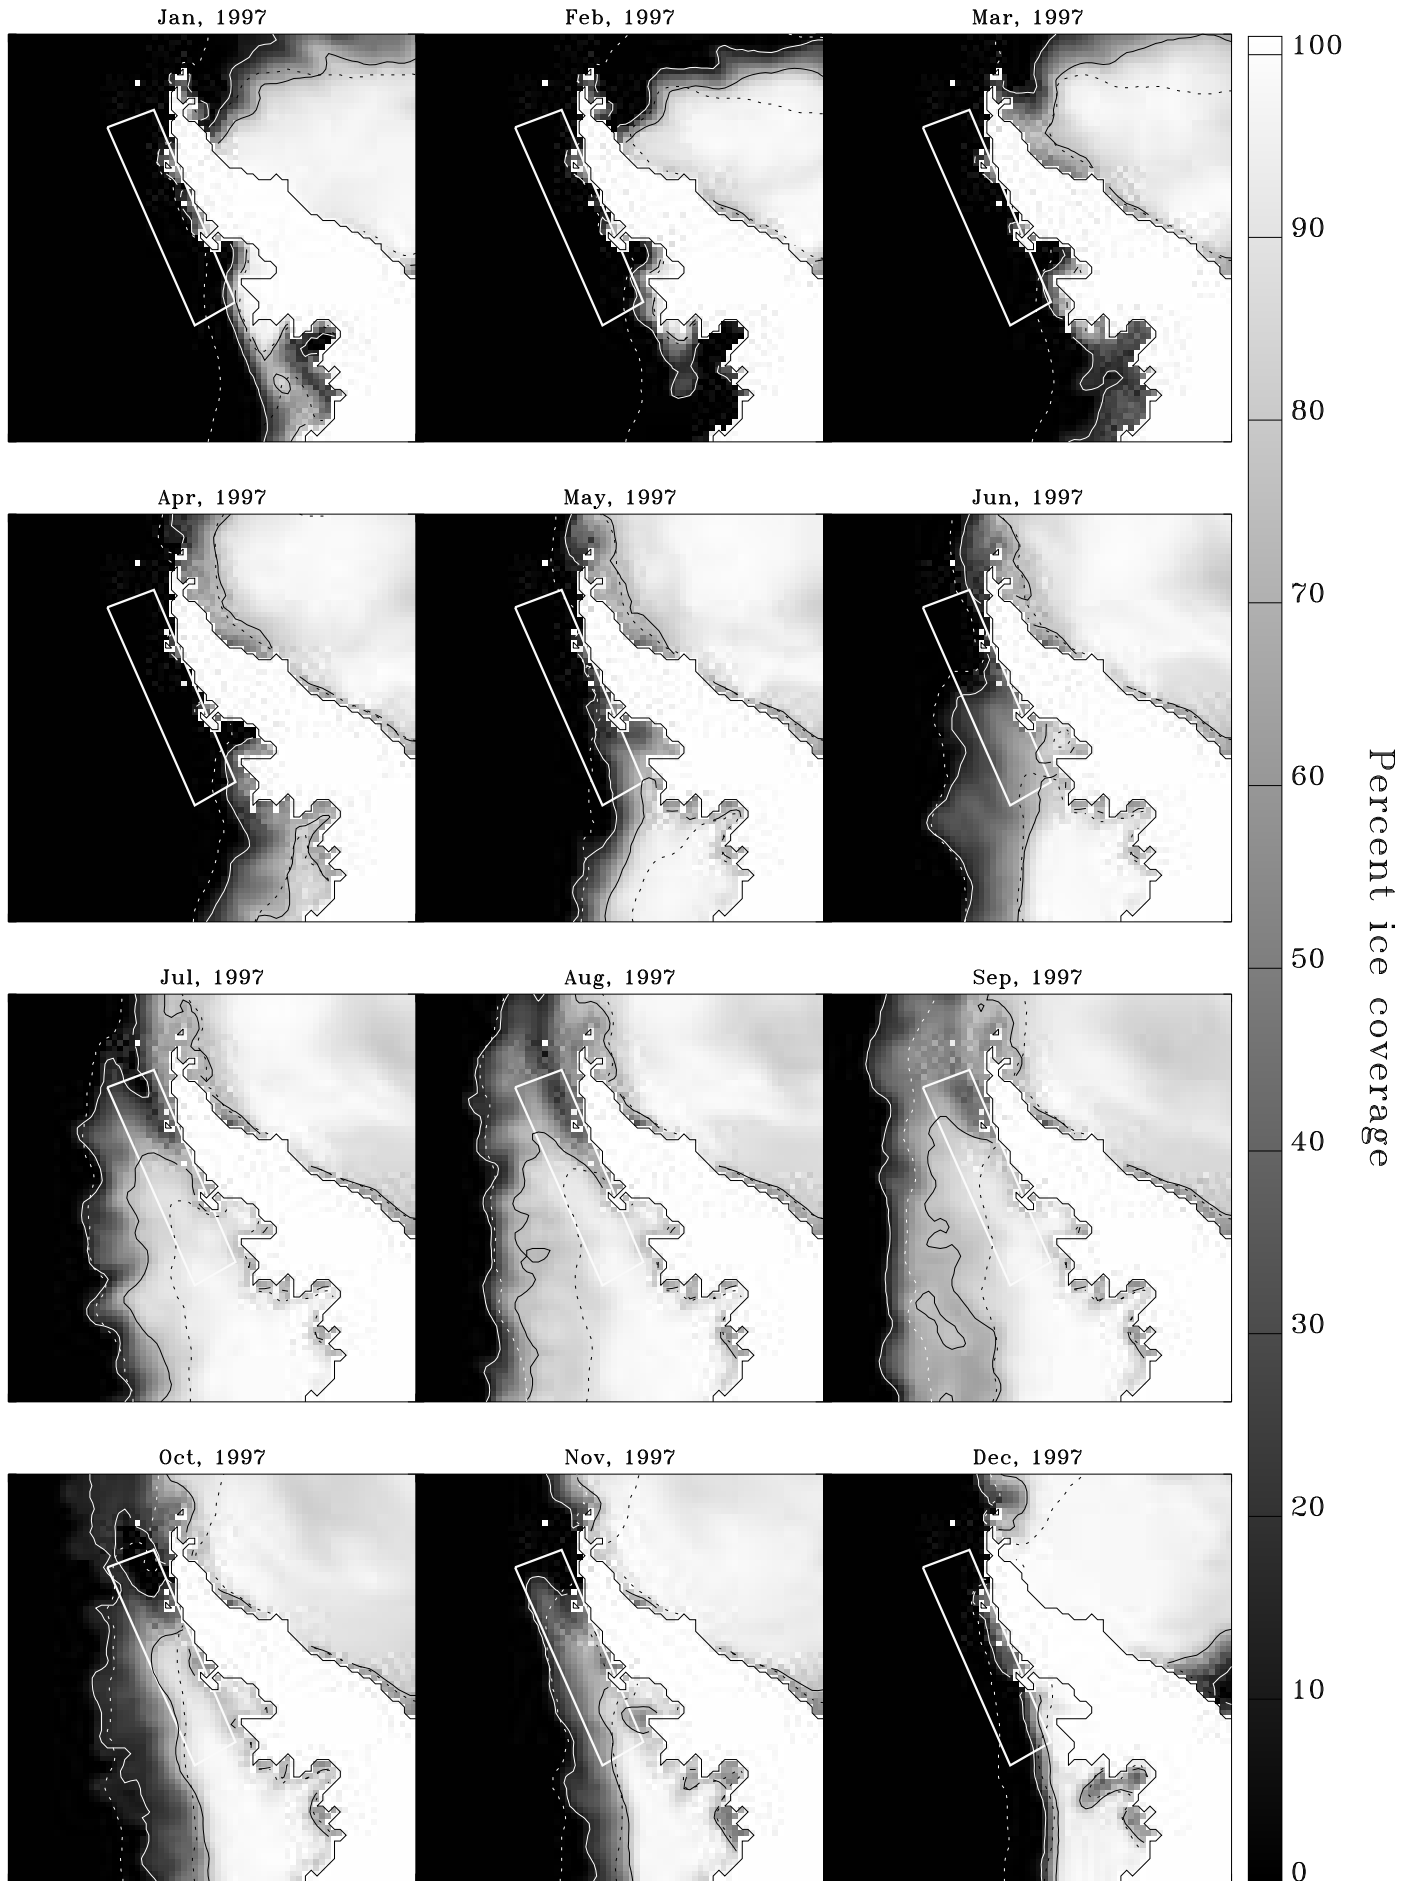 Jan, 1997
Feb, 1997
Mar, 1997
Apr, 1997
May, 1997
Jun, 1997
Jul, 1997
Aug, 1997
Sep, 1997
Oct, 1997
Nov, 1997
Dec, 1997
100
90
80
70
60
50
40
30
20
10
0
Percent ice coverage